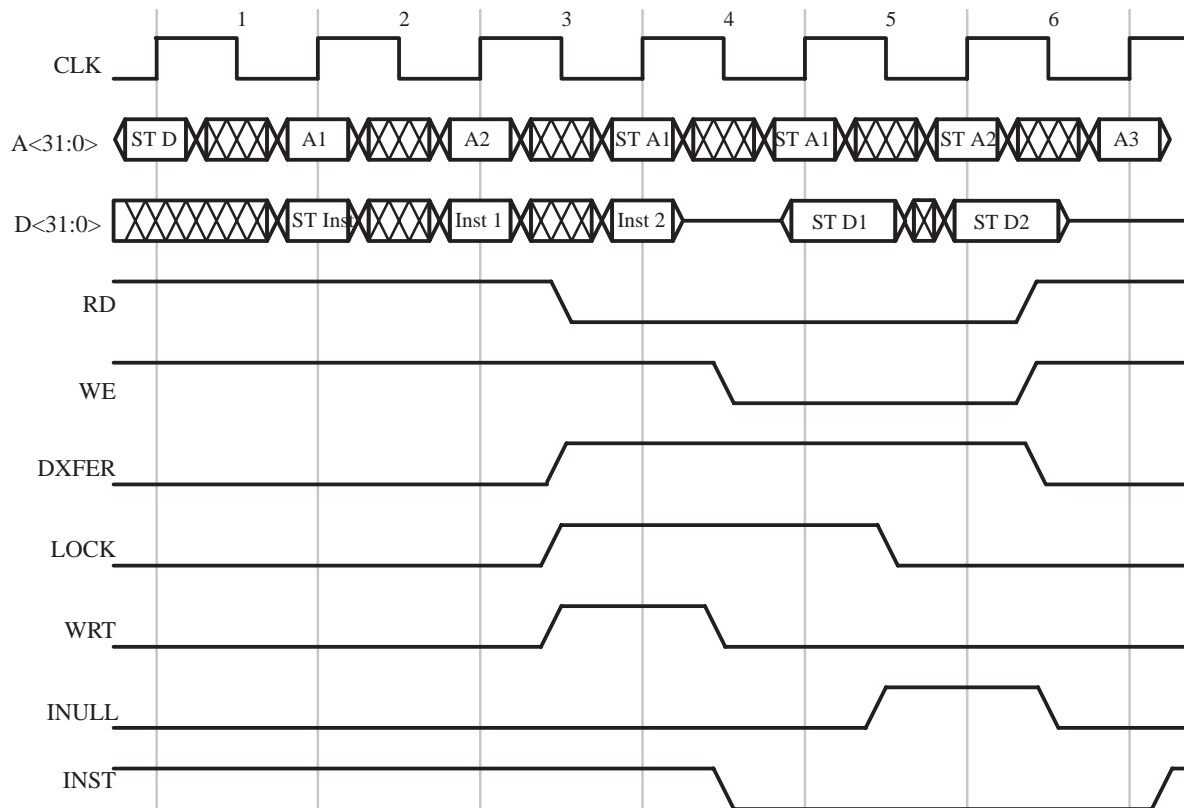 1 2 3 4 5 6
CLK
A<31:0> ST D A1 A2 ST A1 ST A1 ST A2 A3
D<31:0> ST Inst Inst 1 Inst 2 ST D1 ST D2
RD
WE
DXFER
LOCK
WRT
INULL
INST